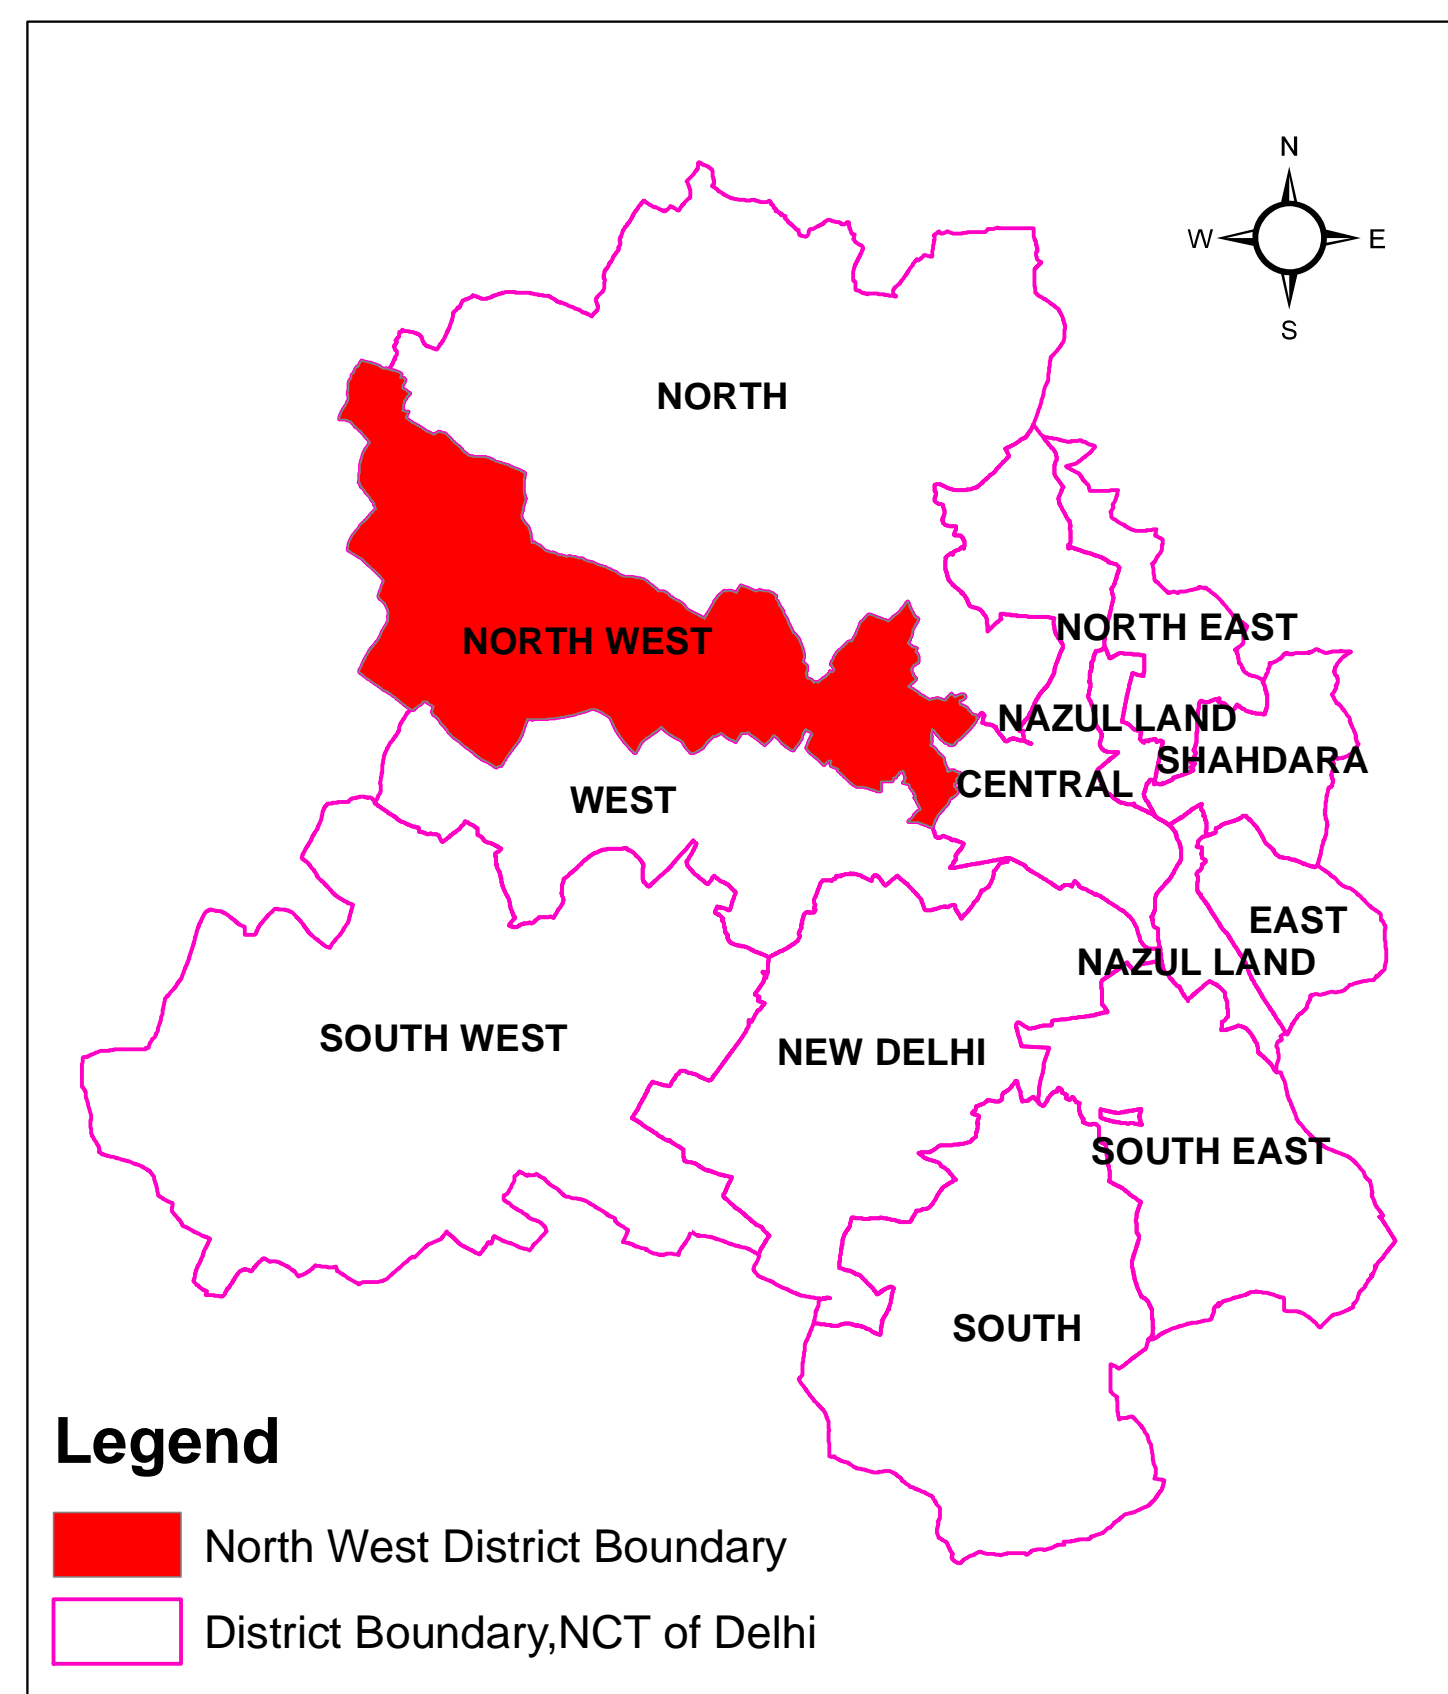 N
W E
S
NORTH
NORTH EAST
NORTH WEST
NAZUL LAND
SHAHDARA
CENTRAL
WEST
EAST
NAZUL LAND
SOUTH WEST
NEW DELHI
SOUTH EAST
SOUTH
Legend
North West District Boundary
District Boundary,NCT of Delhi